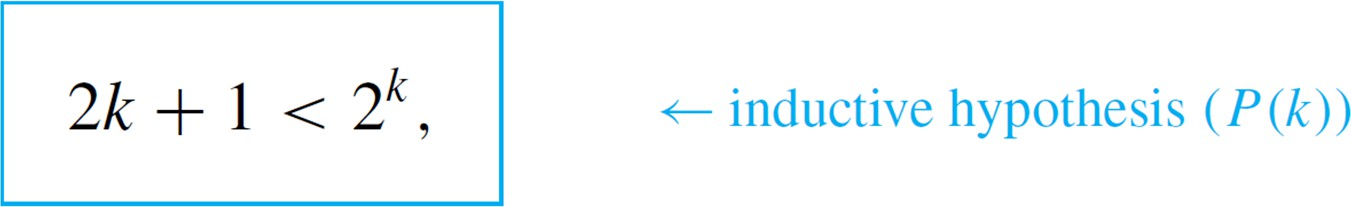 2k + 1 < 2^k, ← inductive hypothesis (P(k))